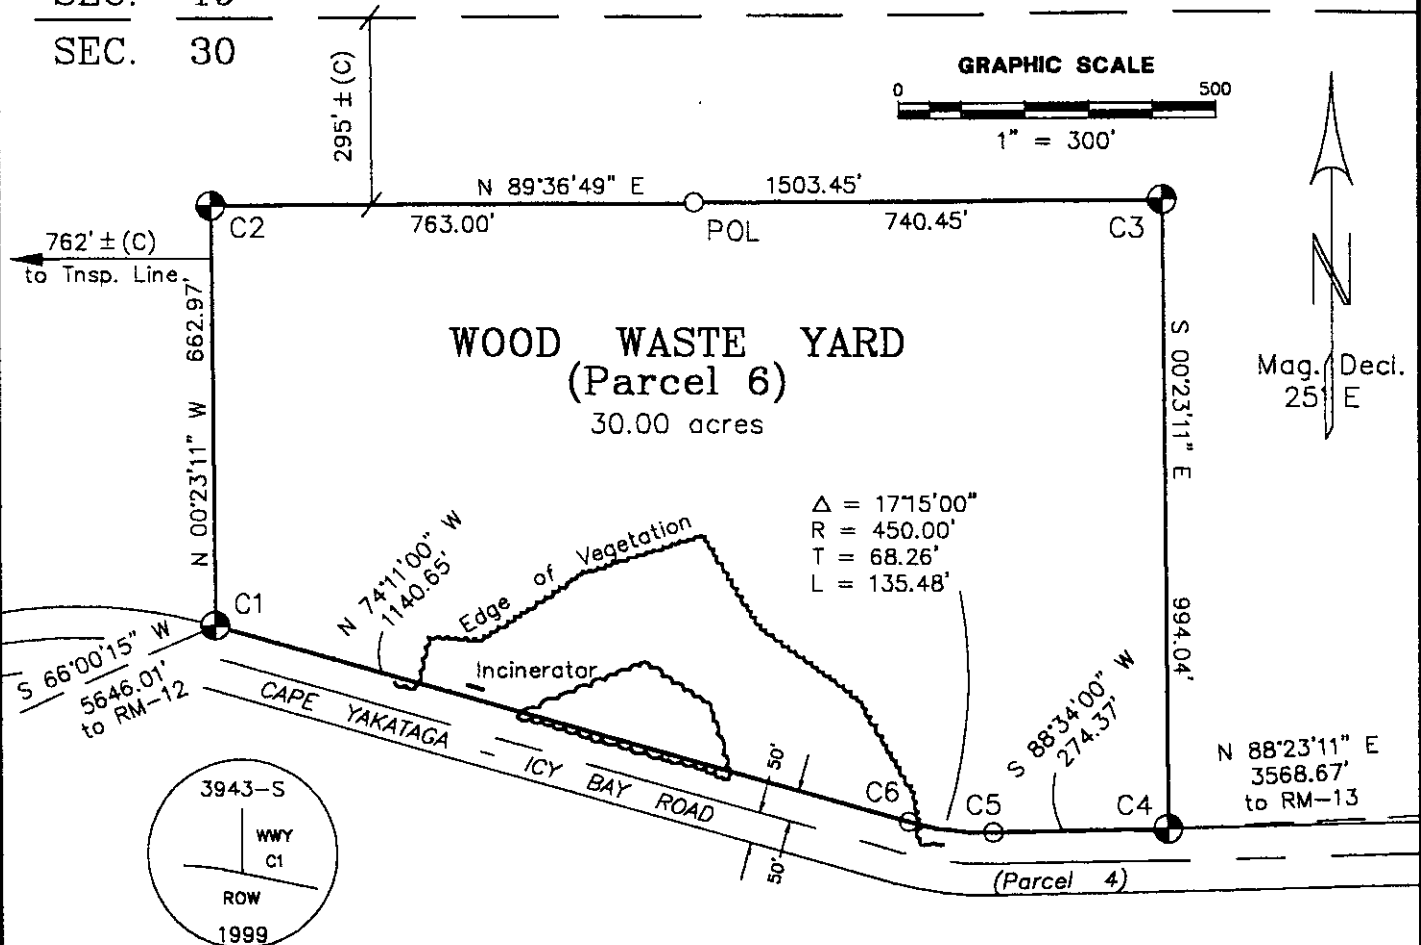 SEC. 30
295' ± (C)
GRAPHIC SCALE
0 500
1" = 300'
N 89°36'49" E 1503.45'
763.00' 740.45'
C2 POL C3
762' ± (C)
to Tnsp. Line
N 00°23'11" W 662.97'
WOOD WASTE YARD
(Parcel 6)
30.00 acres
S 00°23'11" E 994.04'
N
Mag. Decl.
25° E
Δ = 17°15'00"
R = 450.00'
T = 68.26'
L = 135.48'
N 74°11'00" W
1140.65'
Edge of Vegetation
Incinerator
C1
S 66°00'15" W
5646.01'
to RM-12
CAPE YAKATAGA - ICY BAY ROAD
50'
50'
C6 C5 C4
S 88°34'00" W
274.37'
N 88°23'11" E
3568.67'
to RM-13
(Parcel 4)
3943-S
WWY
C1
ROW
1999